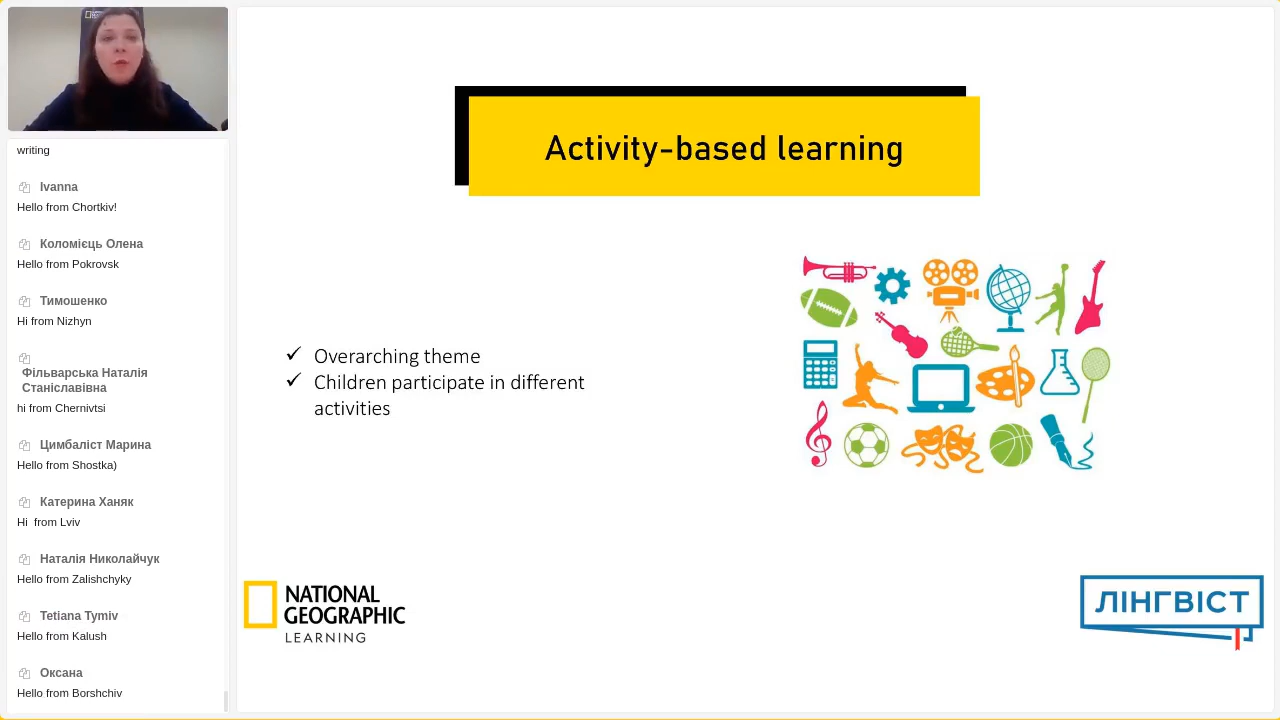 writing
Ivanna
Hello from Chortkiv!
Коломієць Олена
Hello from Pokrovsk
Тимошенко
Hi from Nizhyn
Фільварська Наталія
Станіславівна
hi from Chernivtsi
Цимбаліст Марина
Hello from Shostka)
Катерина Ханяк
Hi from Lviv
Наталія Николайчук
Hello from Zalishchyky
Tetiana Tymiv
Hello from Kalush
Оксана
Hello from Borshchiv
Activity-based learning
✓ Overarching theme
✓ Children participate in different
activities
NATIONAL
GEOGRAPHIC
LEARNING
ЛІНГВІСТ